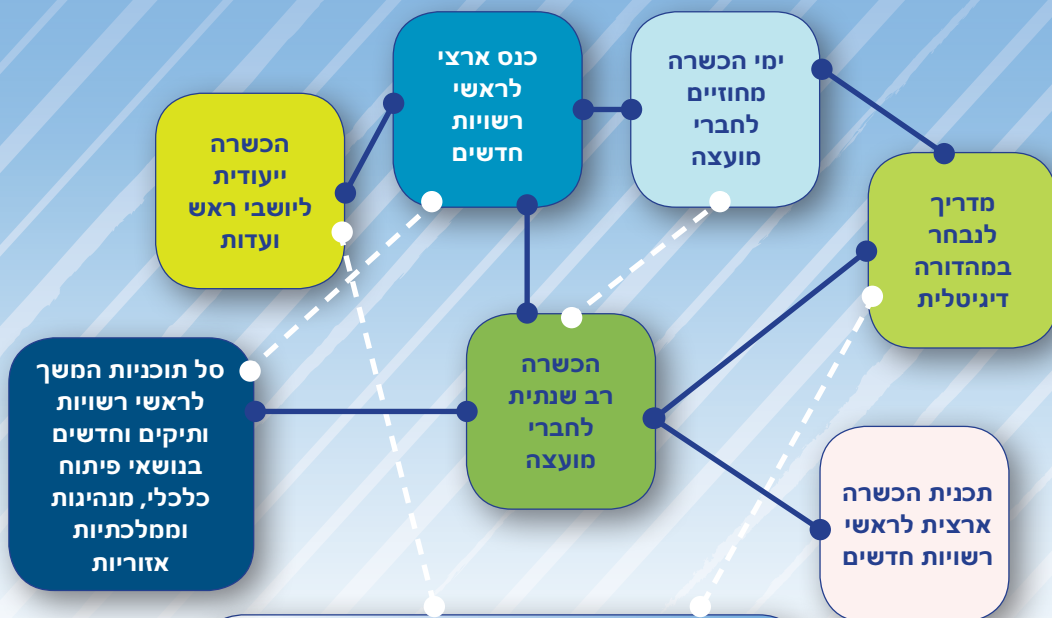 ימי הכשרה
מחוזיים
לחברי
מועצה
כנס ארצי
לראשי
רשויות
חדשים
הכשרה
ייעודית
ליושבי ראש
ועדות
מדריך
לנבחר
במהדורה
דיגיטלית
הכשרה
רב שנתית
לחברי
מועצה
סל תוכניות המשך
לראשי רשויות
ותיקים וחדשים
בנושאי פיתוח
כלכלי, מנהיגות
וממלכתיות
אזוריות
תכנית הכשרה
ארצית לראשי
רשויות חדשים